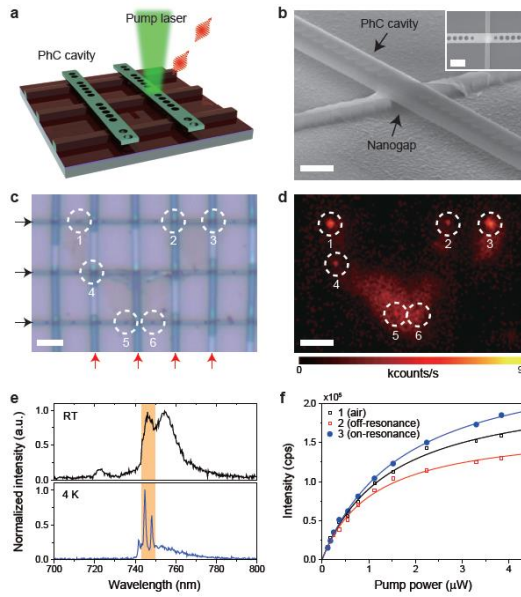 a
Pump laser
PhC cavity
b
PhC cavity
Nanogap
c
1
2
3
4
5
6
d
1
2
3
4
5
6
0
kcounts/s
9
e
Normalized intensity (a.u.)
1.0
RT
0.5
0.0
1.0
4 K
0.5
0.0
700
720
740
760
780
800
Wavelength (nm)
f
x10⁵
2.0
1.5
1.0
0.5
0.0
Intensity (cps)
1 (air)
2 (off-resonance)
3 (on-resonance)
0
1
2
3
4
Pump power (μW)